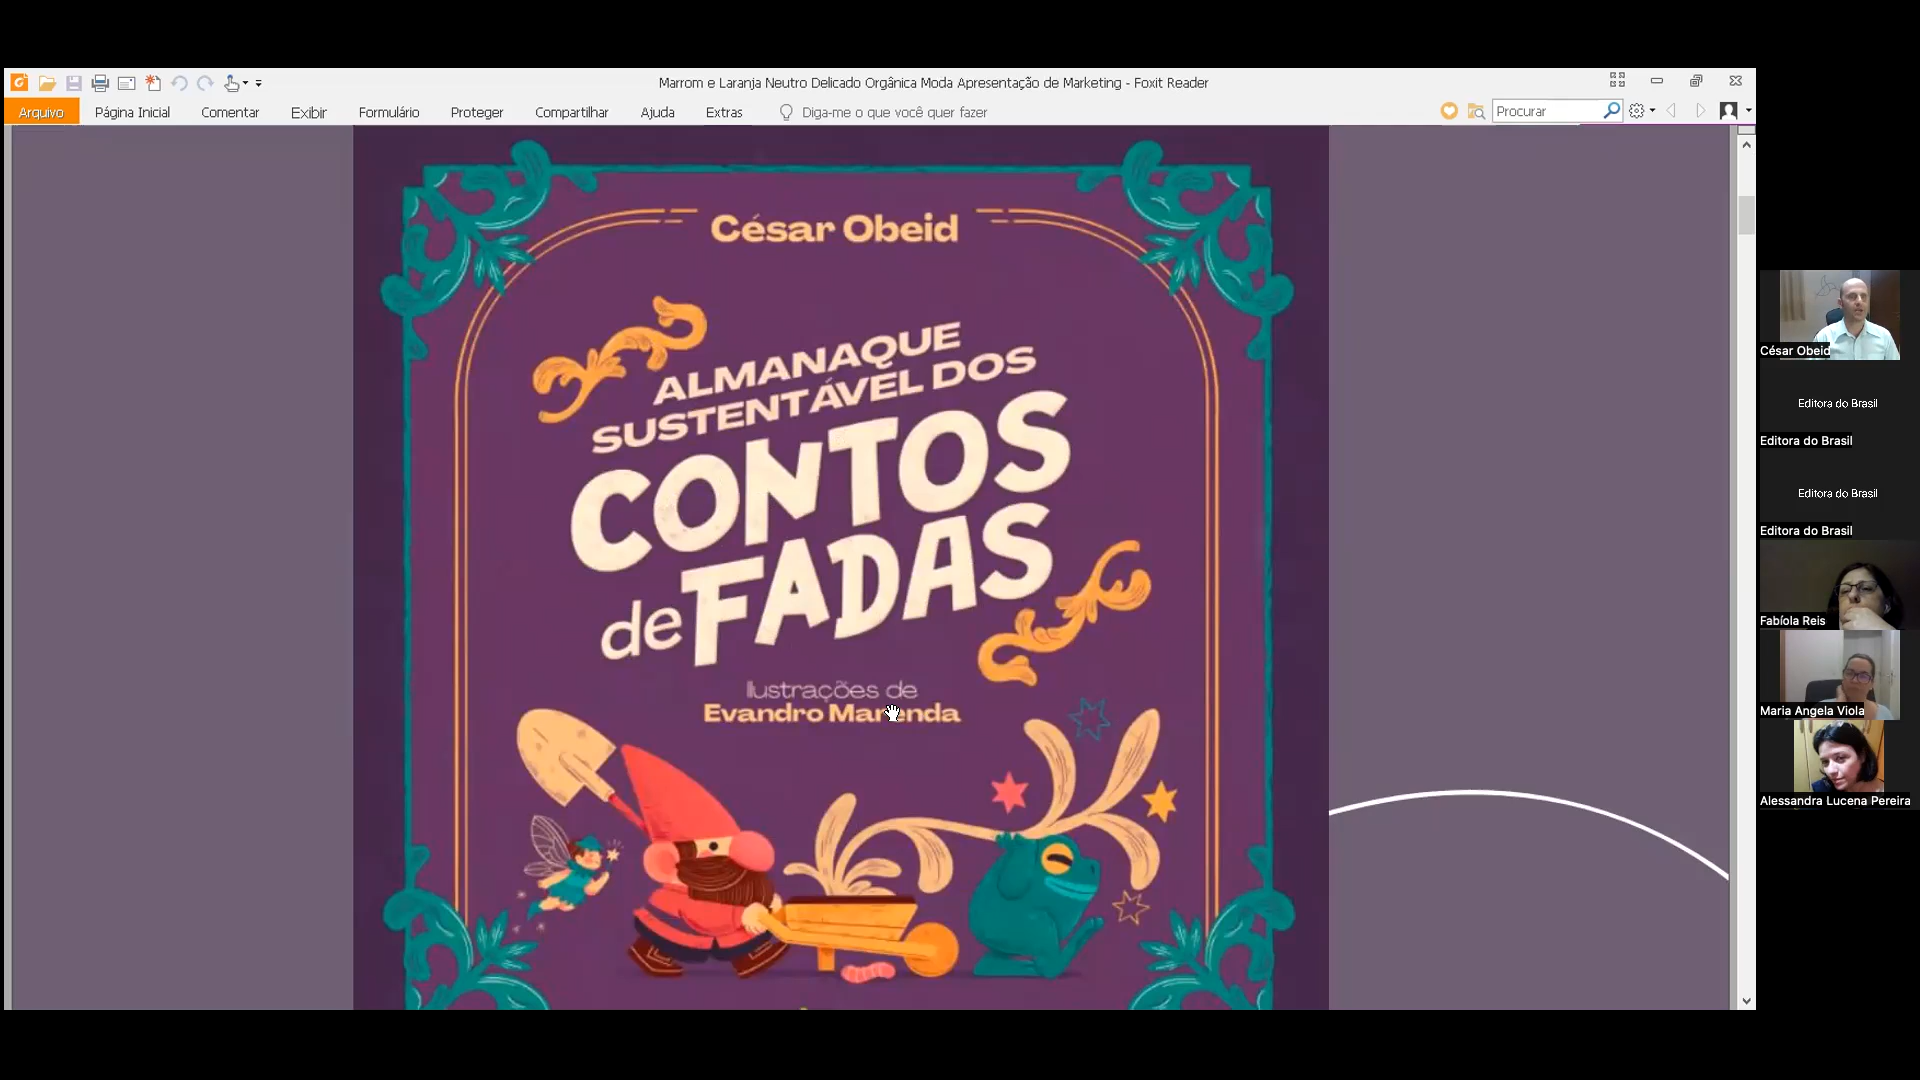 Marrom e Laranja Neutro Delicado Orgânica Moda Apresentação de Marketing - Foxit Reader
Arquivo
Página Inicial
Comentar
Exibir
Formulário
Proteger
Compartilhar
Ajuda
Extras
Diga-me o que você quer fazer
Procurar
César Obeid
ALMANAQUE
SUSTENTÁVEL DOS
CONTOS
de FADAS
Ilustrações de
Evandro
César Obeid
Editora do Brasil
Editora do Brasil
Editora do Brasil
Editora do Brasil
Fabíola Reis
Maria Angela Viola
Alessandra Lucena Pereira